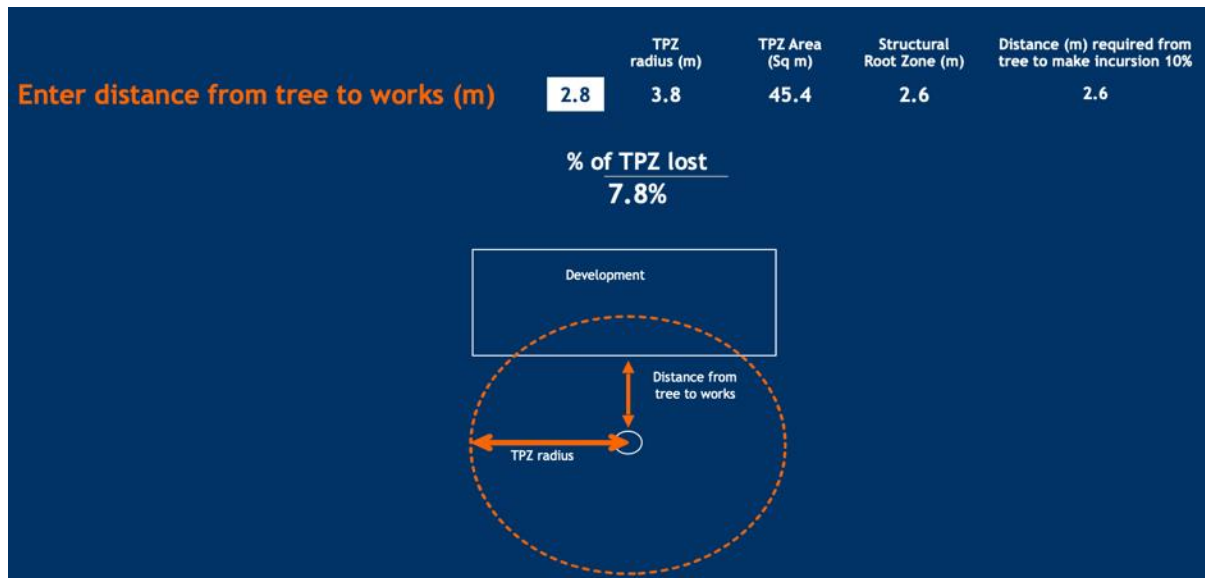 TPZ
radius (m)
TPZ Area
(Sq m)
Structural
Root Zone (m)
Distance (m) required from
tree to make incursion 10%
Enter distance from tree to works (m)
2.8
3.8
45.4
2.6
2.6
% of TPZ lost
7.8%
Development
Distance from
tree to works
TPZ radius